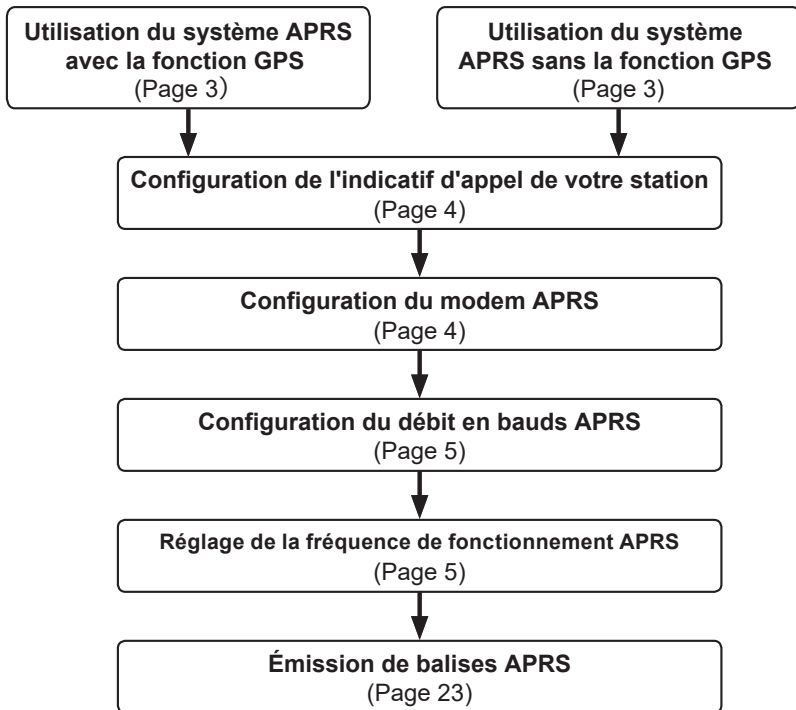 Utilisation du système APRS
avec la fonction GPS
(Page 3)
Utilisation du système
APRS sans la fonction GPS
(Page 3)
Configuration de l'indicatif d'appel de votre station
(Page 4)
Configuration du modem APRS
(Page 4)
Configuration du débit en bauds APRS
(Page 5)
Réglage de la fréquence de fonctionnement APRS
(Page 5)
Émission de balises APRS
(Page 23)